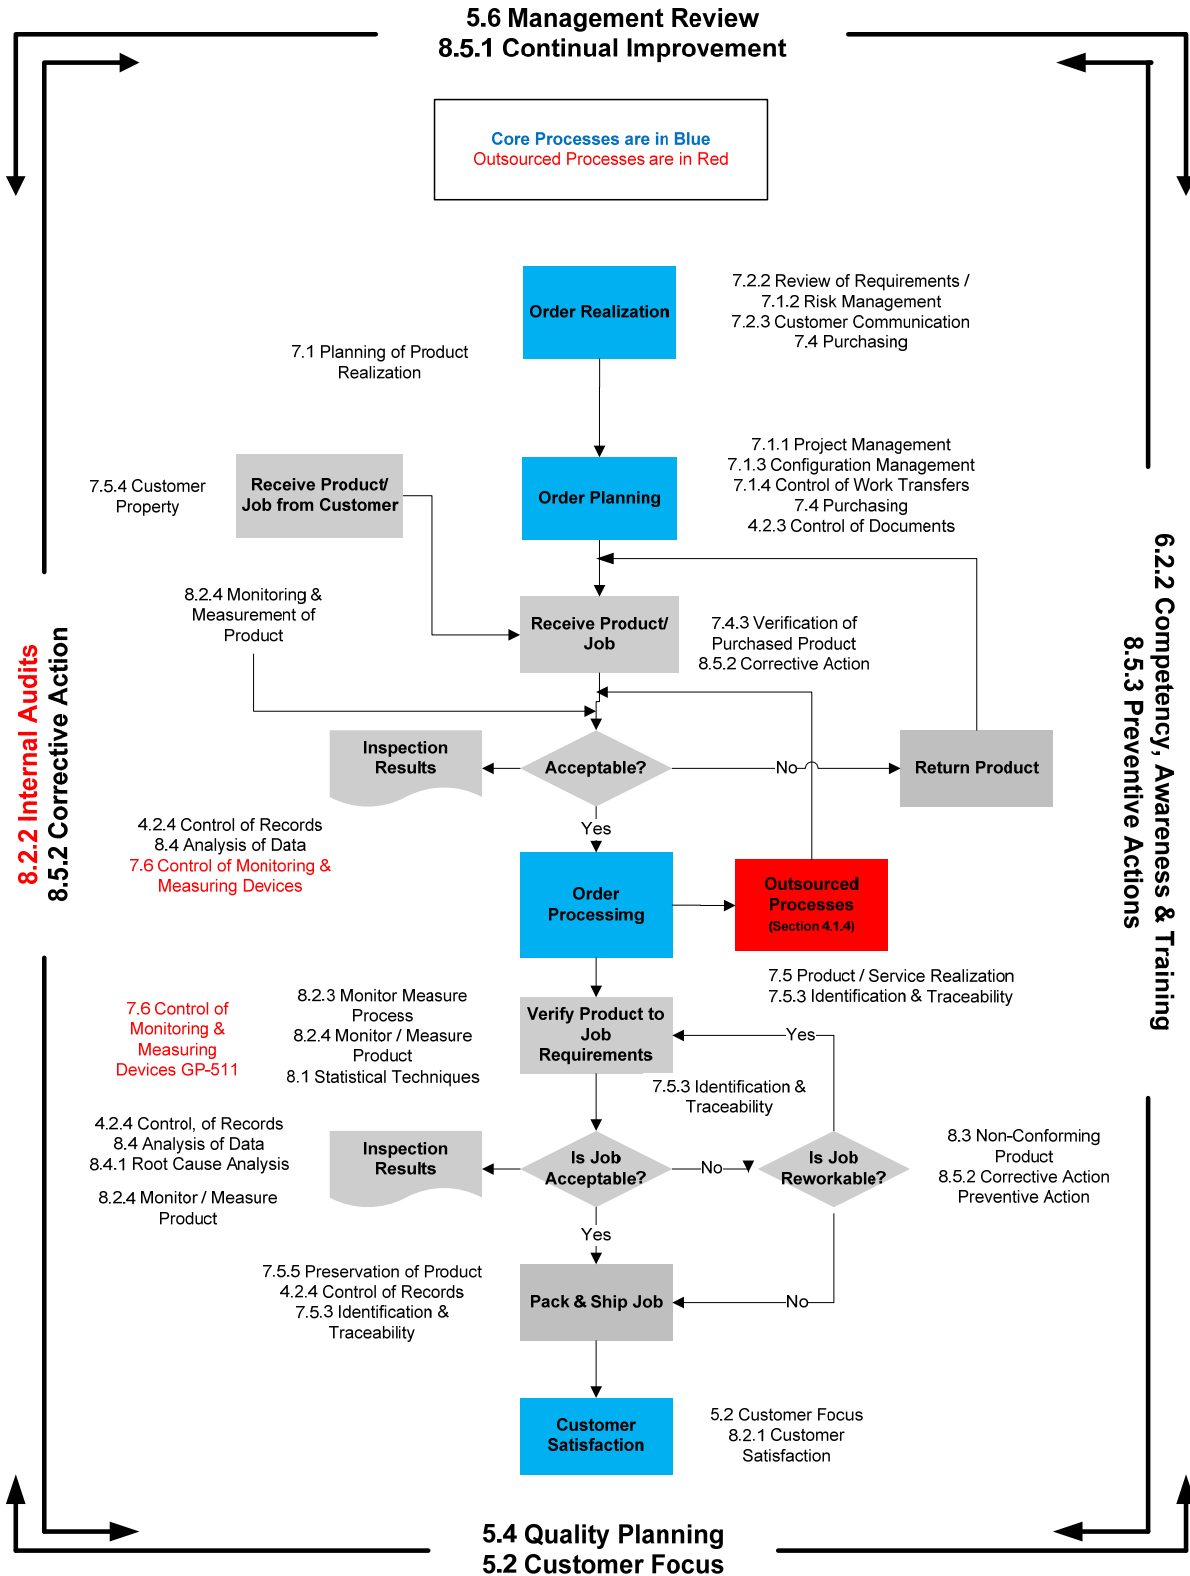 5.6 Management Review
8.5.1 Continual Improvement
Core Processes are in Blue
Outsourced Processes are in Red
Order Realization
7.2.2 Review of Requirements /
7.1.2 Risk Management
7.2.3 Customer Communication
7.4 Purchasing
7.1 Planning of Product
Realization
7.5.4 Customer
Property
Receive Product/
Job from Customer
Order Planning
7.1.1 Project Management
7.1.3 Configuration Management
7.1.4 Control of Work Transfers
7.4 Purchasing
4.2.3 Control of Documents
8.2.4 Monitoring &
Measurement of
Product
Receive Product/
Job
7.4.3 Verification of
Purchased Product
8.5.2 Corrective Action
8.2.2 Internal Audits
8.5.2 Corrective Action
6.2.2 Competency, Awareness & Training
8.5.3 Preventive Actions
Inspection
Results
Acceptable?
No
Return Product
Yes
4.2.4 Control of Records
8.4 Analysis of Data
7.6 Control of Monitoring &
Measuring Devices
Order
Processimg
Outsourced
Processes
(Section 4.1.4)
7.5 Product / Service Realization
7.5.3 Identification & Traceability
7.6 Control of
Monitoring &
Measuring
Devices GP-511
8.2.3 Monitor Measure
Process
8.2.4 Monitor / Measure
Product
8.1 Statistical Techniques
Verify Product to
Job
Requirements
Yes
7.5.3 Identification &
Traceability
4.2.4 Control, of Records
8.4 Analysis of Data
8.4.1 Root Cause Analysis
8.2.4 Monitor / Measure
Product
Inspection
Results
Is Job
Acceptable?
No
Is Job
Reworkable?
8.3 Non-Conforming
Product
8.5.2 Corrective Action
Preventive Action
Yes
7.5.5 Preservation of Product
4.2.4 Control of Records
7.5.3 Identification &
Traceability
Pack & Ship Job
No
Customer
Satisfaction
5.2 Customer Focus
8.2.1 Customer
Satisfaction
5.4 Quality Planning
5.2 Customer Focus